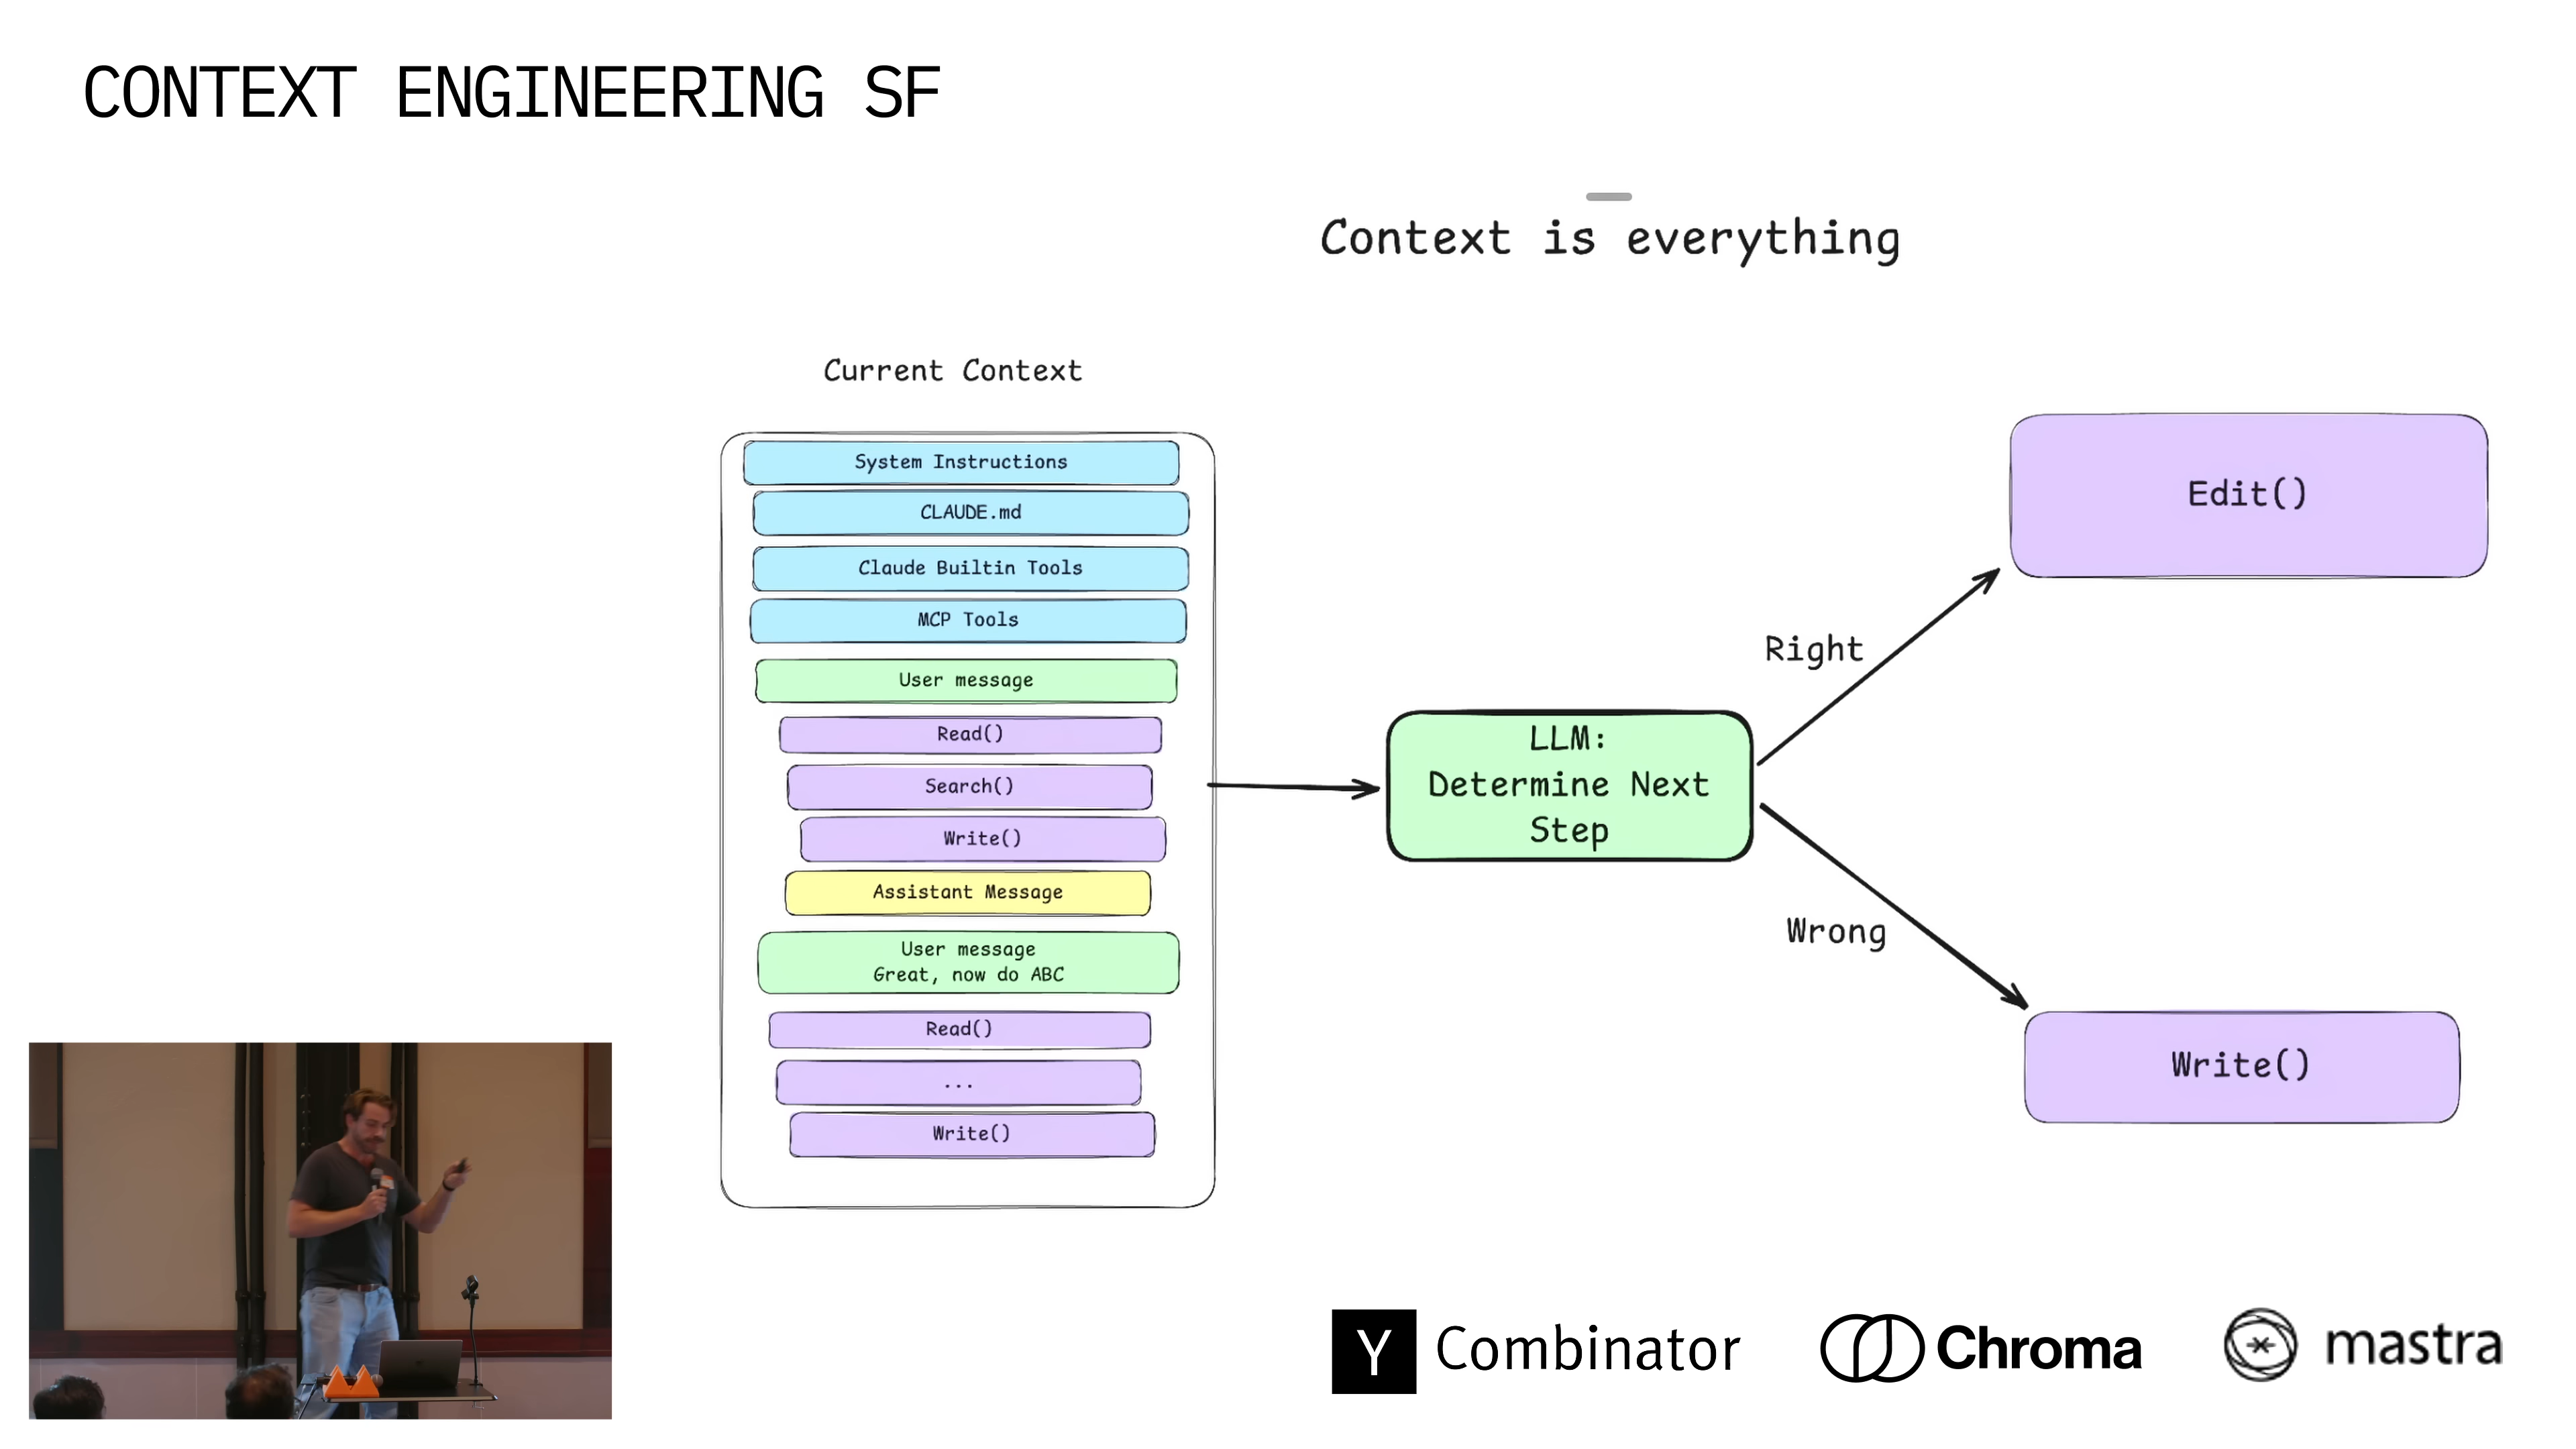 CONTEXT ENGINEERING SF
Context is everything
Current Context
System Instructions
CLAUDE.md
Claude Builtin Tools
MCP Tools
User message
Read()
Search()
Write()
Assistant Message
User message
Great, now do ABC
Read()
...
Write()
LLM:
Determine Next
Step
Right
Edit()
Wrong
Write()
Y Combinator
Chroma
mastra